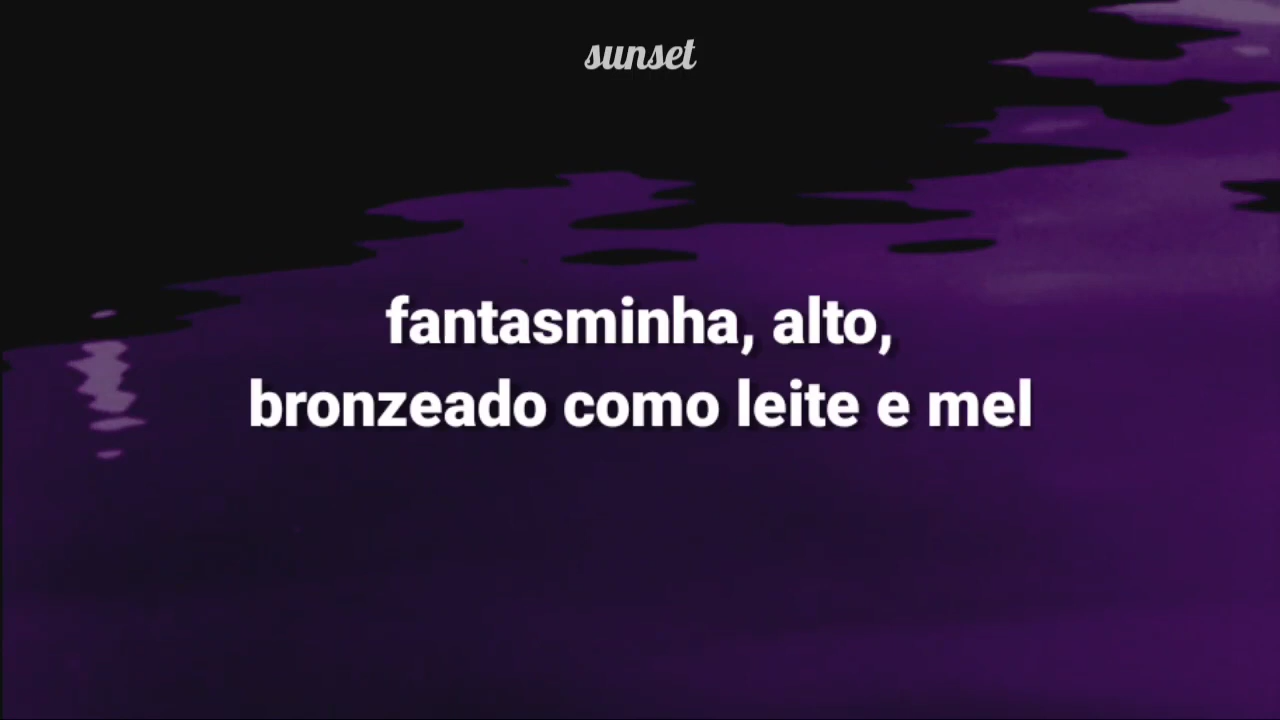 sunset
fantasminha, alto,
bronzeado como leite e mel